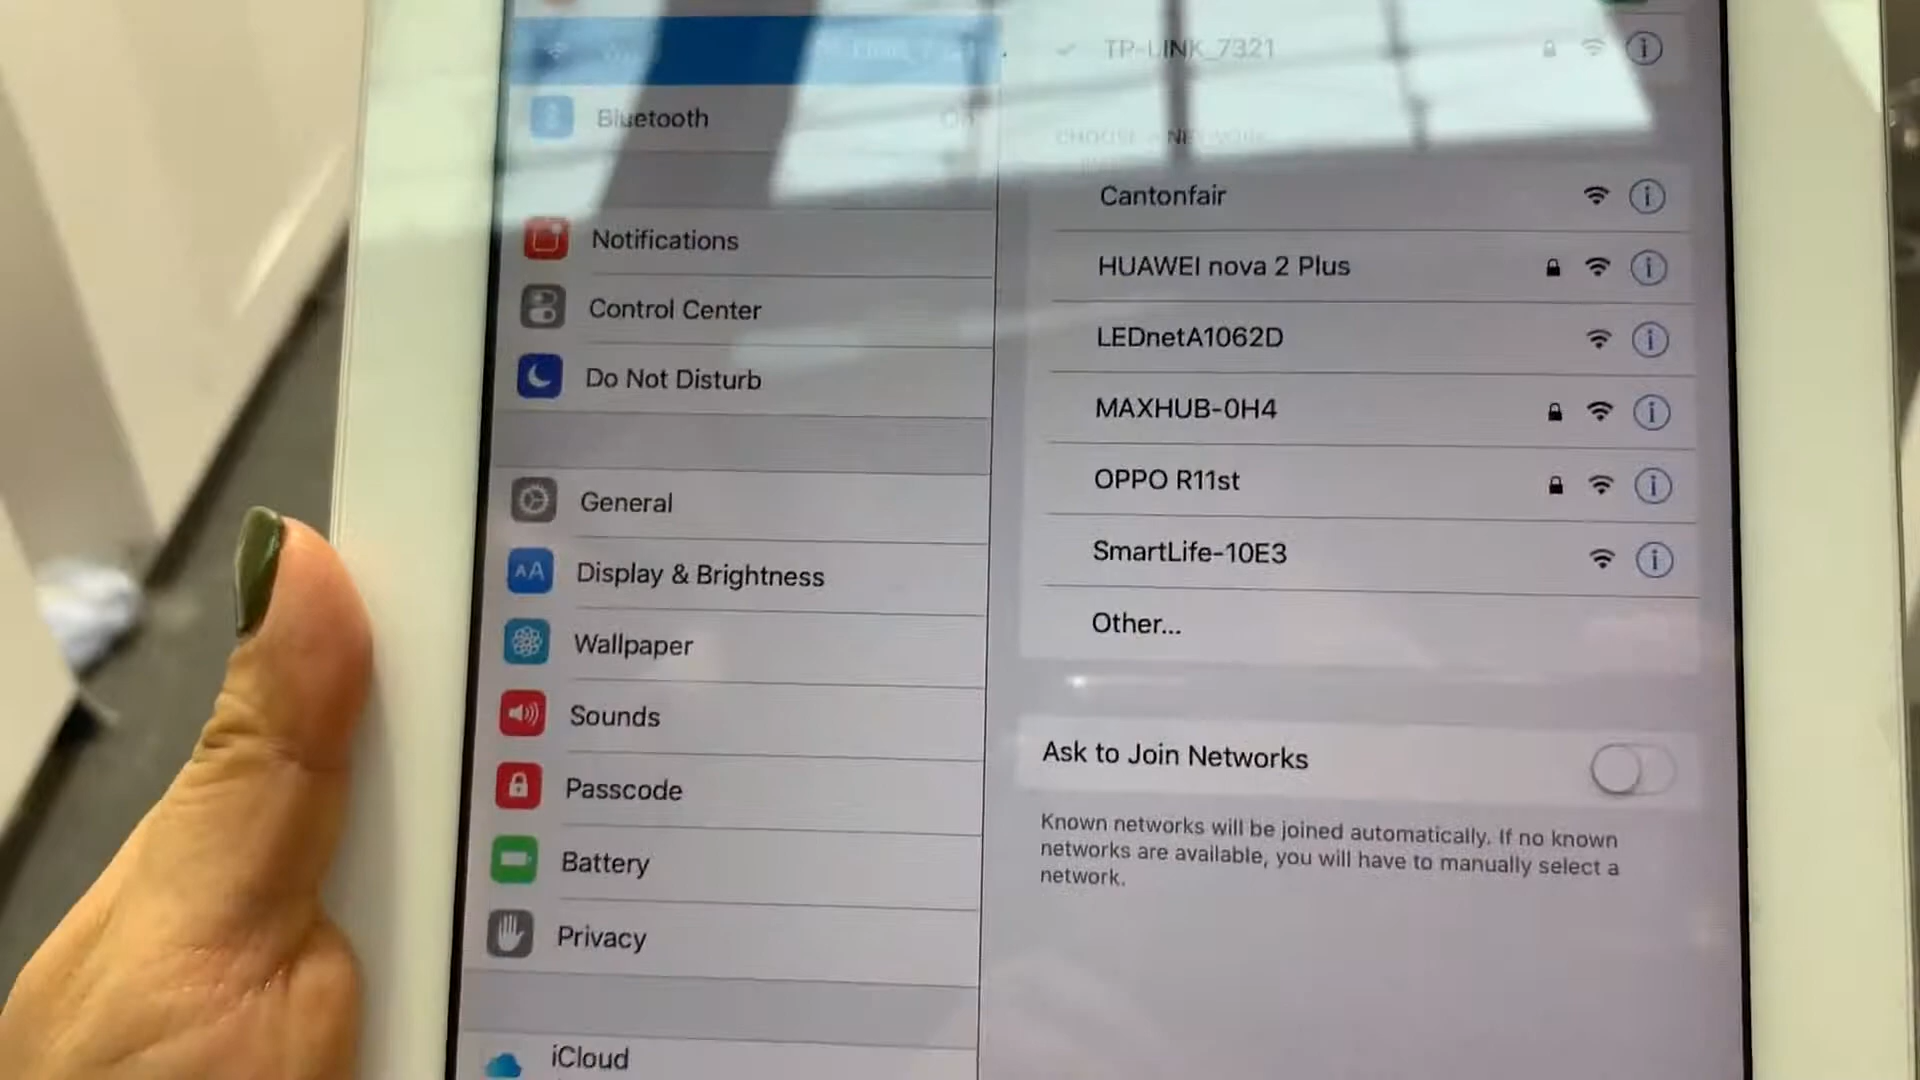 TP-LINK_7321
Bluetooth
On
CHOOSE A NETWORK...
Cantonfair
Notifications
HUAWEI nova 2 Plus
Control Center
LEDnetA1062D
Do Not Disturb
MAXHUB-0H4
OPPO R11st
General
SmartLife-10E3
Display & Brightness
Other...
Wallpaper
Sounds
Ask to Join Networks
Passcode
Known networks will be joined automatically. If no known
networks are available, you will have to manually select a
network.
Battery
Privacy
iCloud